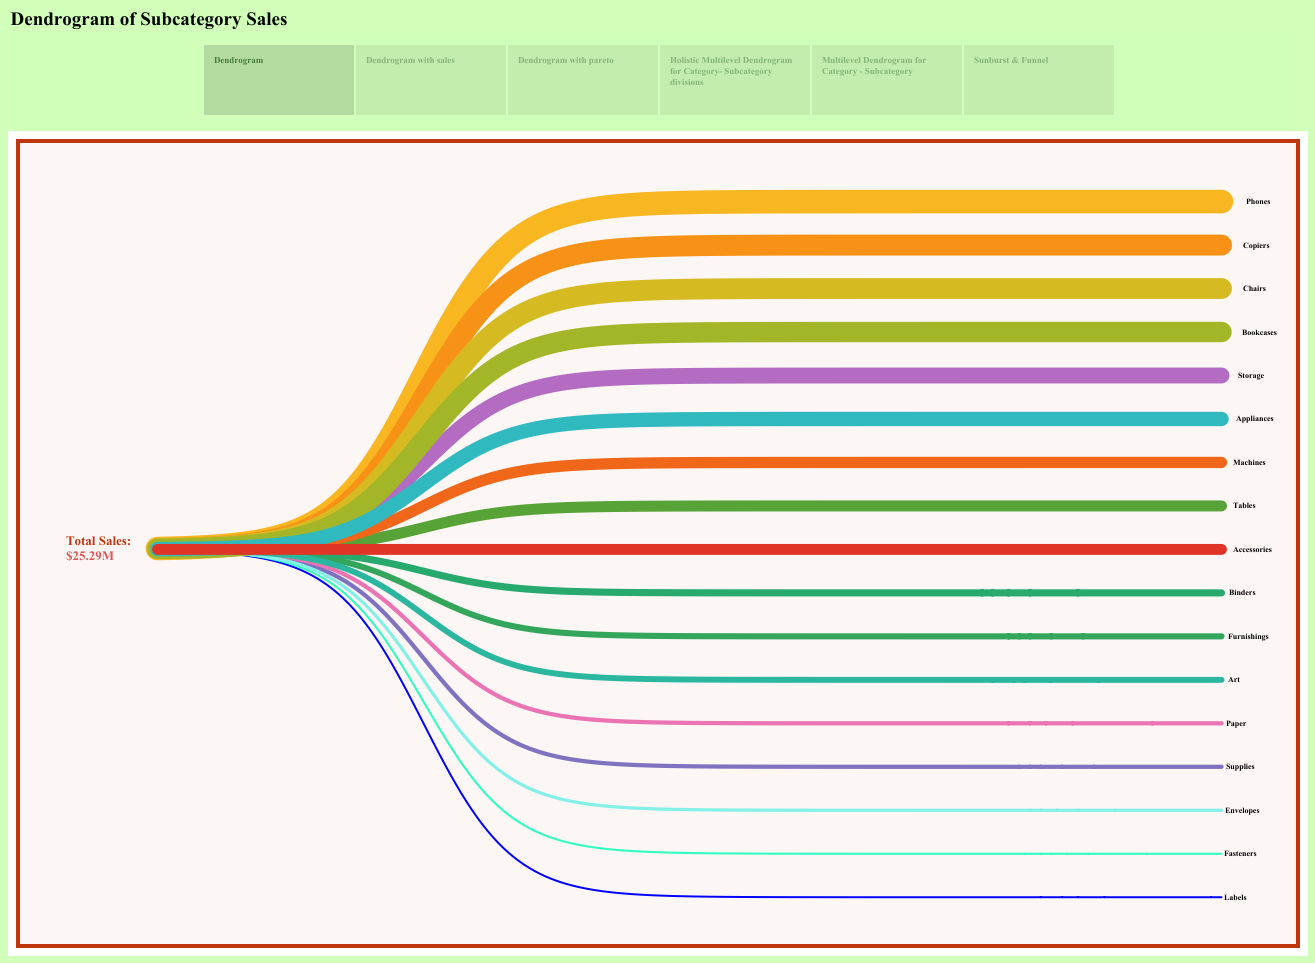 Dendrogram of Subcategory Sales
Dendrogram
Dendrogram with sales
Dendrogram with pareto
Holistic Multilevel Dendrogram
for Category- Subcategory
divisions
Multilevel Dendrogram for
Category - Subcategory
Sunburst & Funnel
Phones
Copiers
Chairs
Bookcases
Storage
Appliances
Machines
Tables
Total Sales:
$25.29M
Accessories
Binders
Furnishings
Art
Paper
Supplies
Envelopes
Fasteners
Labels